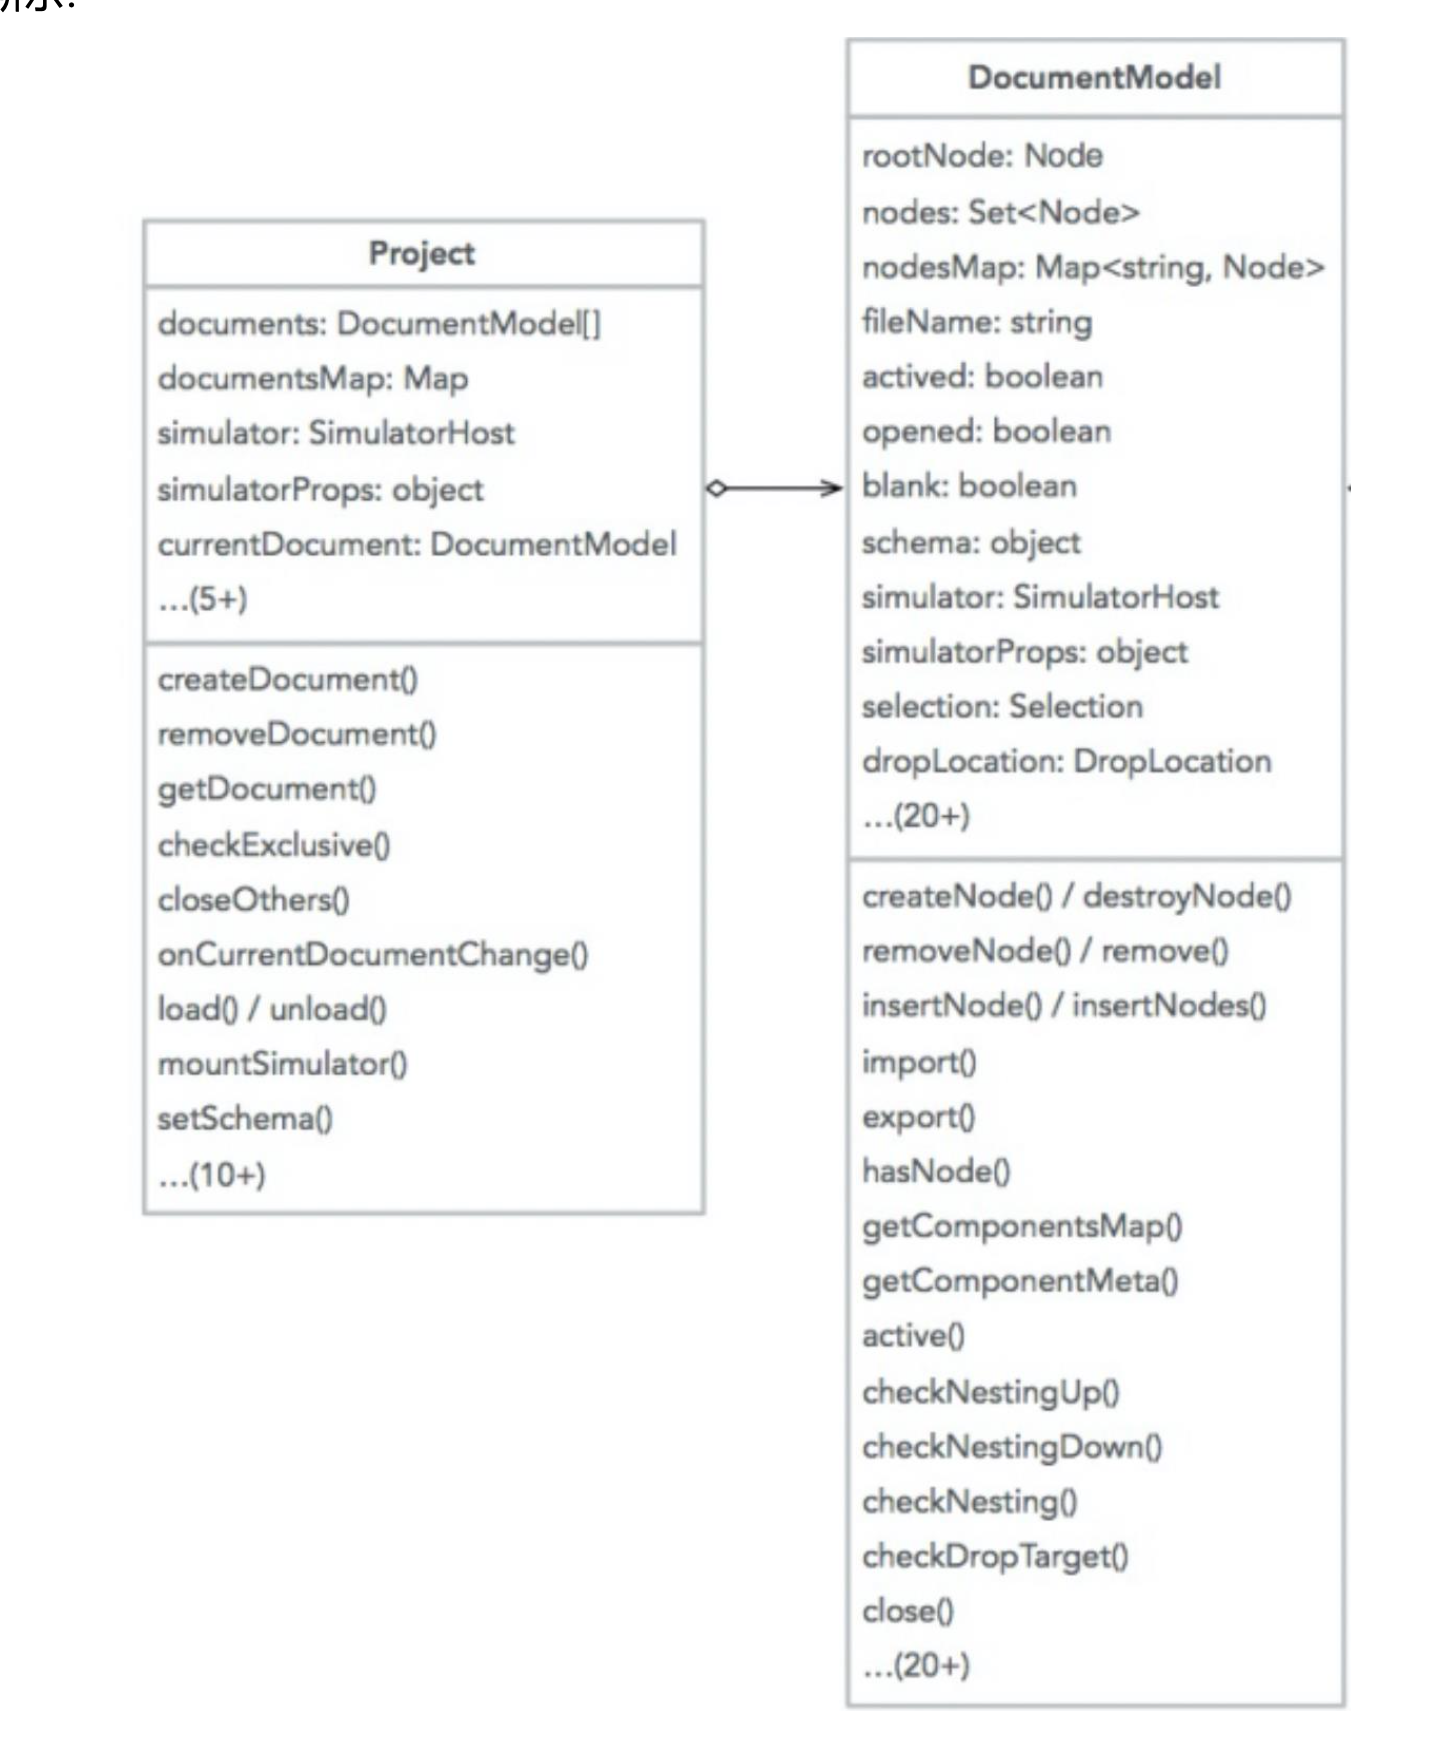 所示：
Project
documents: DocumentModel[]
documentsMap: Map
simulator: SimulatorHost
simulatorProps: object
currentDocument: DocumentModel
...(5+)
createDocument()
removeDocument()
getDocument()
checkExclusive()
closeOthers()
onCurrentDocumentChange()
load() / unload()
mountSimulator()
setSchema()
...(10+)
DocumentModel
rootNode: Node
nodes: Set<Node>
nodesMap: Map<string, Node>
fileName: string
actived: boolean
opened: boolean
blank: boolean
schema: object
simulator: SimulatorHost
simulatorProps: object
selection: Selection
dropLocation: DropLocation
...(20+)
createNode() / destroyNode()
removeNode() / remove()
insertNode() / insertNodes()
import()
export()
hasNode()
getComponentsMap()
getComponentMeta()
active()
checkNestingUp()
checkNestingDown()
checkNesting()
checkDropTarget()
close()
...(20+)